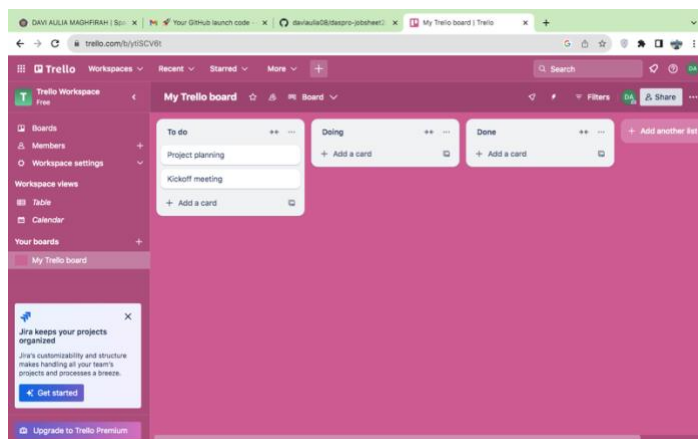 DAVI AULIA MAGHFIRAH | Spa
Your GitHub launch code -
daviaulia08/daspro-jobsheet2
My Trello board | Trello
trello.com/b/ytlSCV6t
Trello
Workspaces
Recent
Starred
More
Search
DA
Trello Workspace
Free
My Trello board
Board
Filters
DA
Share
Boards
Members
Workspace settings
Workspace views
Table
Calendar
Your boards
My Trello board
To do
Project planning
Kickoff meeting
+ Add a card
Doing
+ Add a card
Done
+ Add a card
+ Add another list
Jira keeps your projects
organized
Jira's customizability and structure
makes handling all your team's
projects and processes a breeze.
Get started
Upgrade to Trello Premium